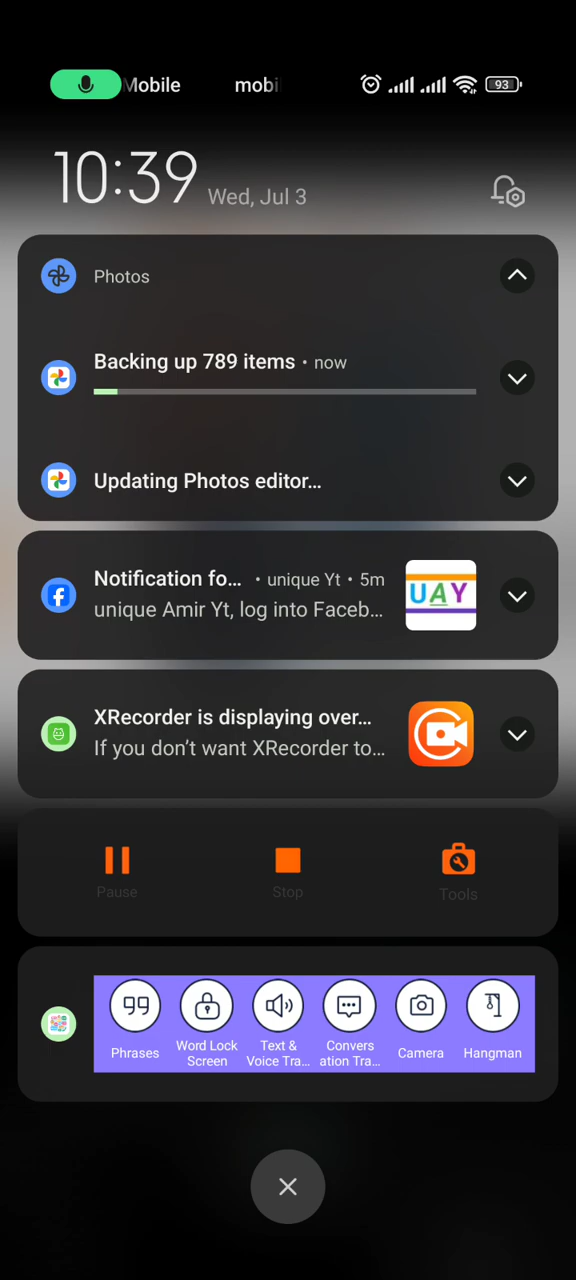 Mobile mobi 93
10:39 Wed, Jul 3
Photos
Backing up 789 items • now
Updating Photos editor...
Notification fo... • unique Yt • 5m
unique Amir Yt, log into Faceb...
UAY
XRecorder is displaying over...
If you don't want XRecorder to...
Pause Stop Tools
Phrases
Word Lock
Screen
Text &
Voice Tra...
Convers
ation Tra...
Camera
Hangman